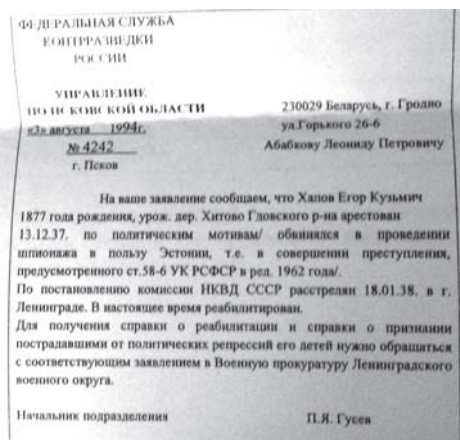 ФЕДЕРАЛЬНАЯ СЛУЖБА
КОНТРРАЗВЕДКИ
РОССИИ
УПРАВЛЕНИЕ
ПО ПСКОВСКОЙ ОБЛАСТИ
«3» августа 1994г.
№ 4242
г. Псков
230029 Беларусь, г. Гродно
ул.Горького 26-6
Абабкову Леониду Петровичу
На ваше заявление сообщаем, что Хапов Егор Кузьмич
1877 года рождения, урож. дер. Хитово Гдовского р-на арестован
13.12.37. по политическим мотивам/ обвинялся в проведении
шпионажа в пользу Эстонии, т.е. в совершении преступления,
предусмотренного ст.58-6 УК РСФСР в ред. 1962 года/.
По постановлению комиссии НКВД СССР расстрелян 18.01.38. в г.
Ленинграде. В настоящее время реабилитирован.
Для получения справки о реабилитации и справки о признании
пострадавшими от политических репрессий его детей нужно обращаться
с соответствующим заявлением в Военную прокуратуру Ленинградского
военного округа.
Начальник подразделения П.Я. Гусев